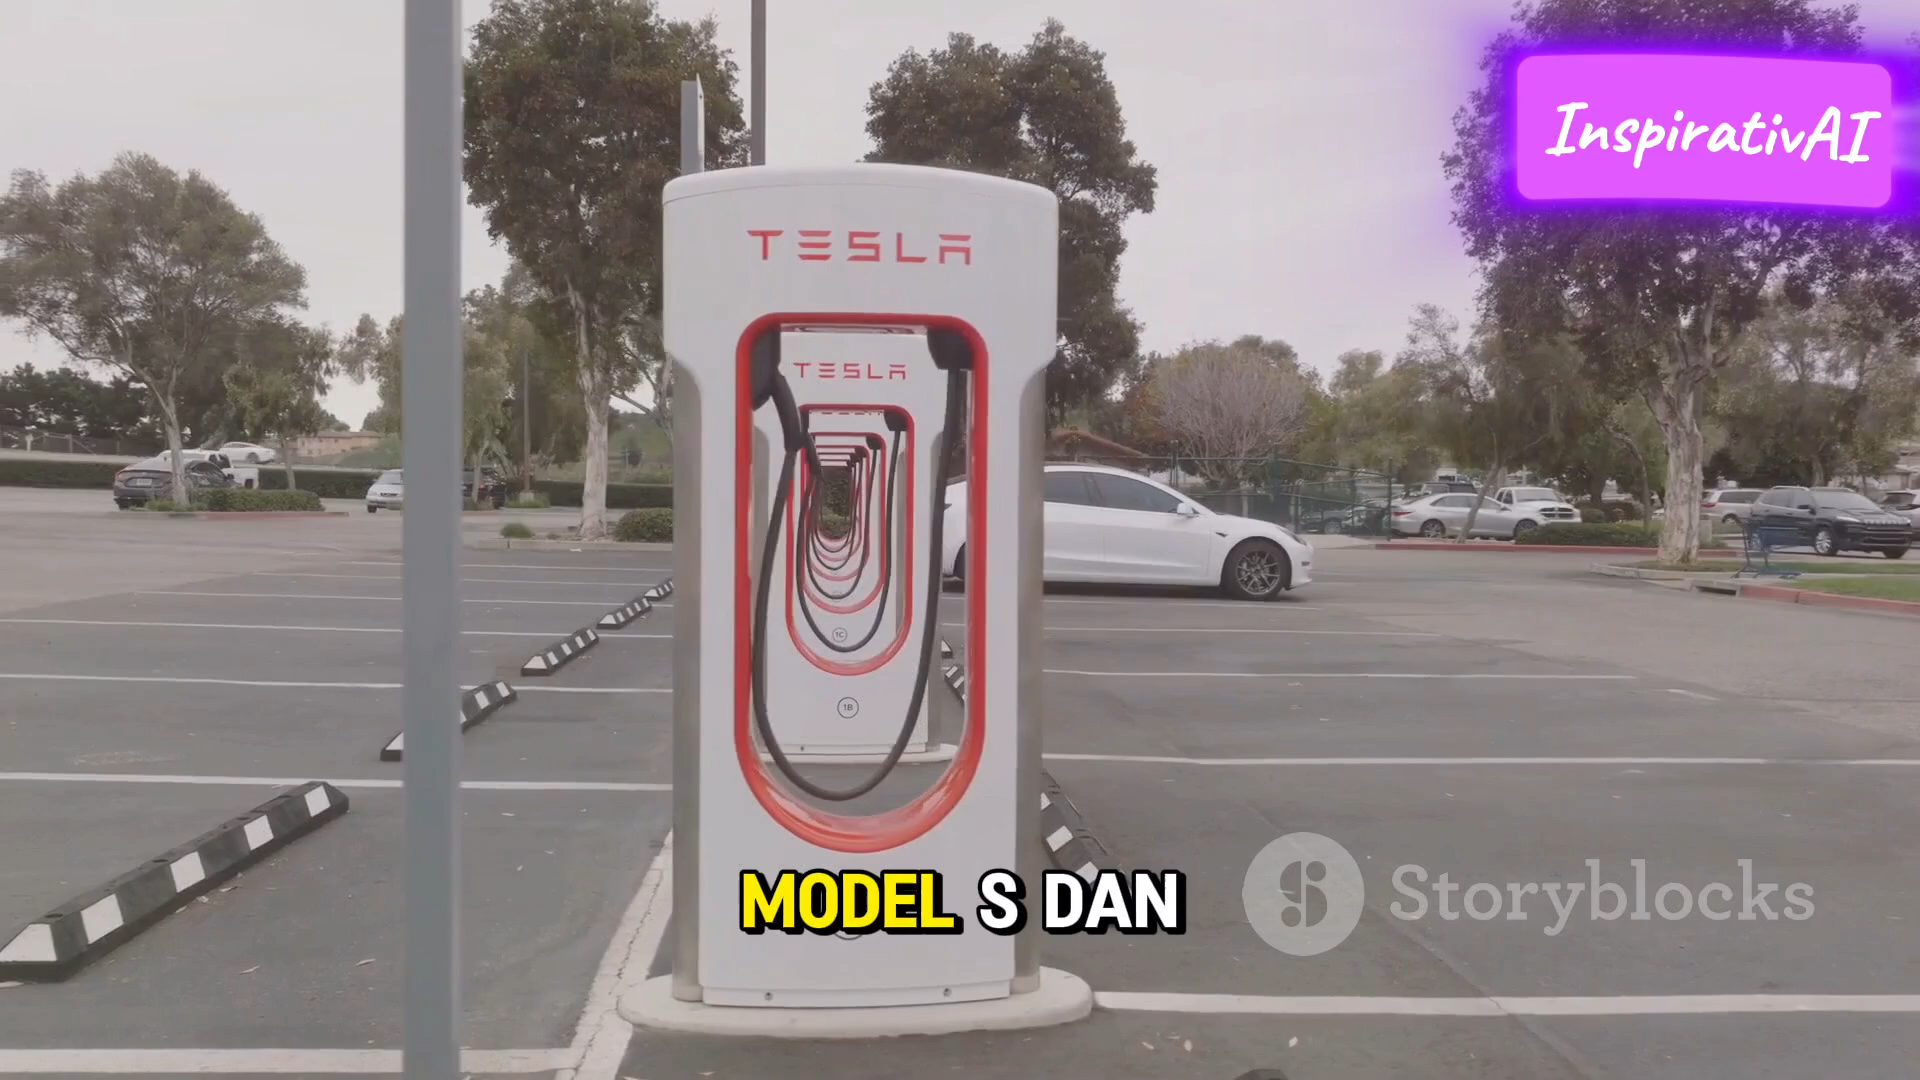 InspirativAI
TESLA
TESLA
1C
1B
MODEL S DAN
Storyblocks